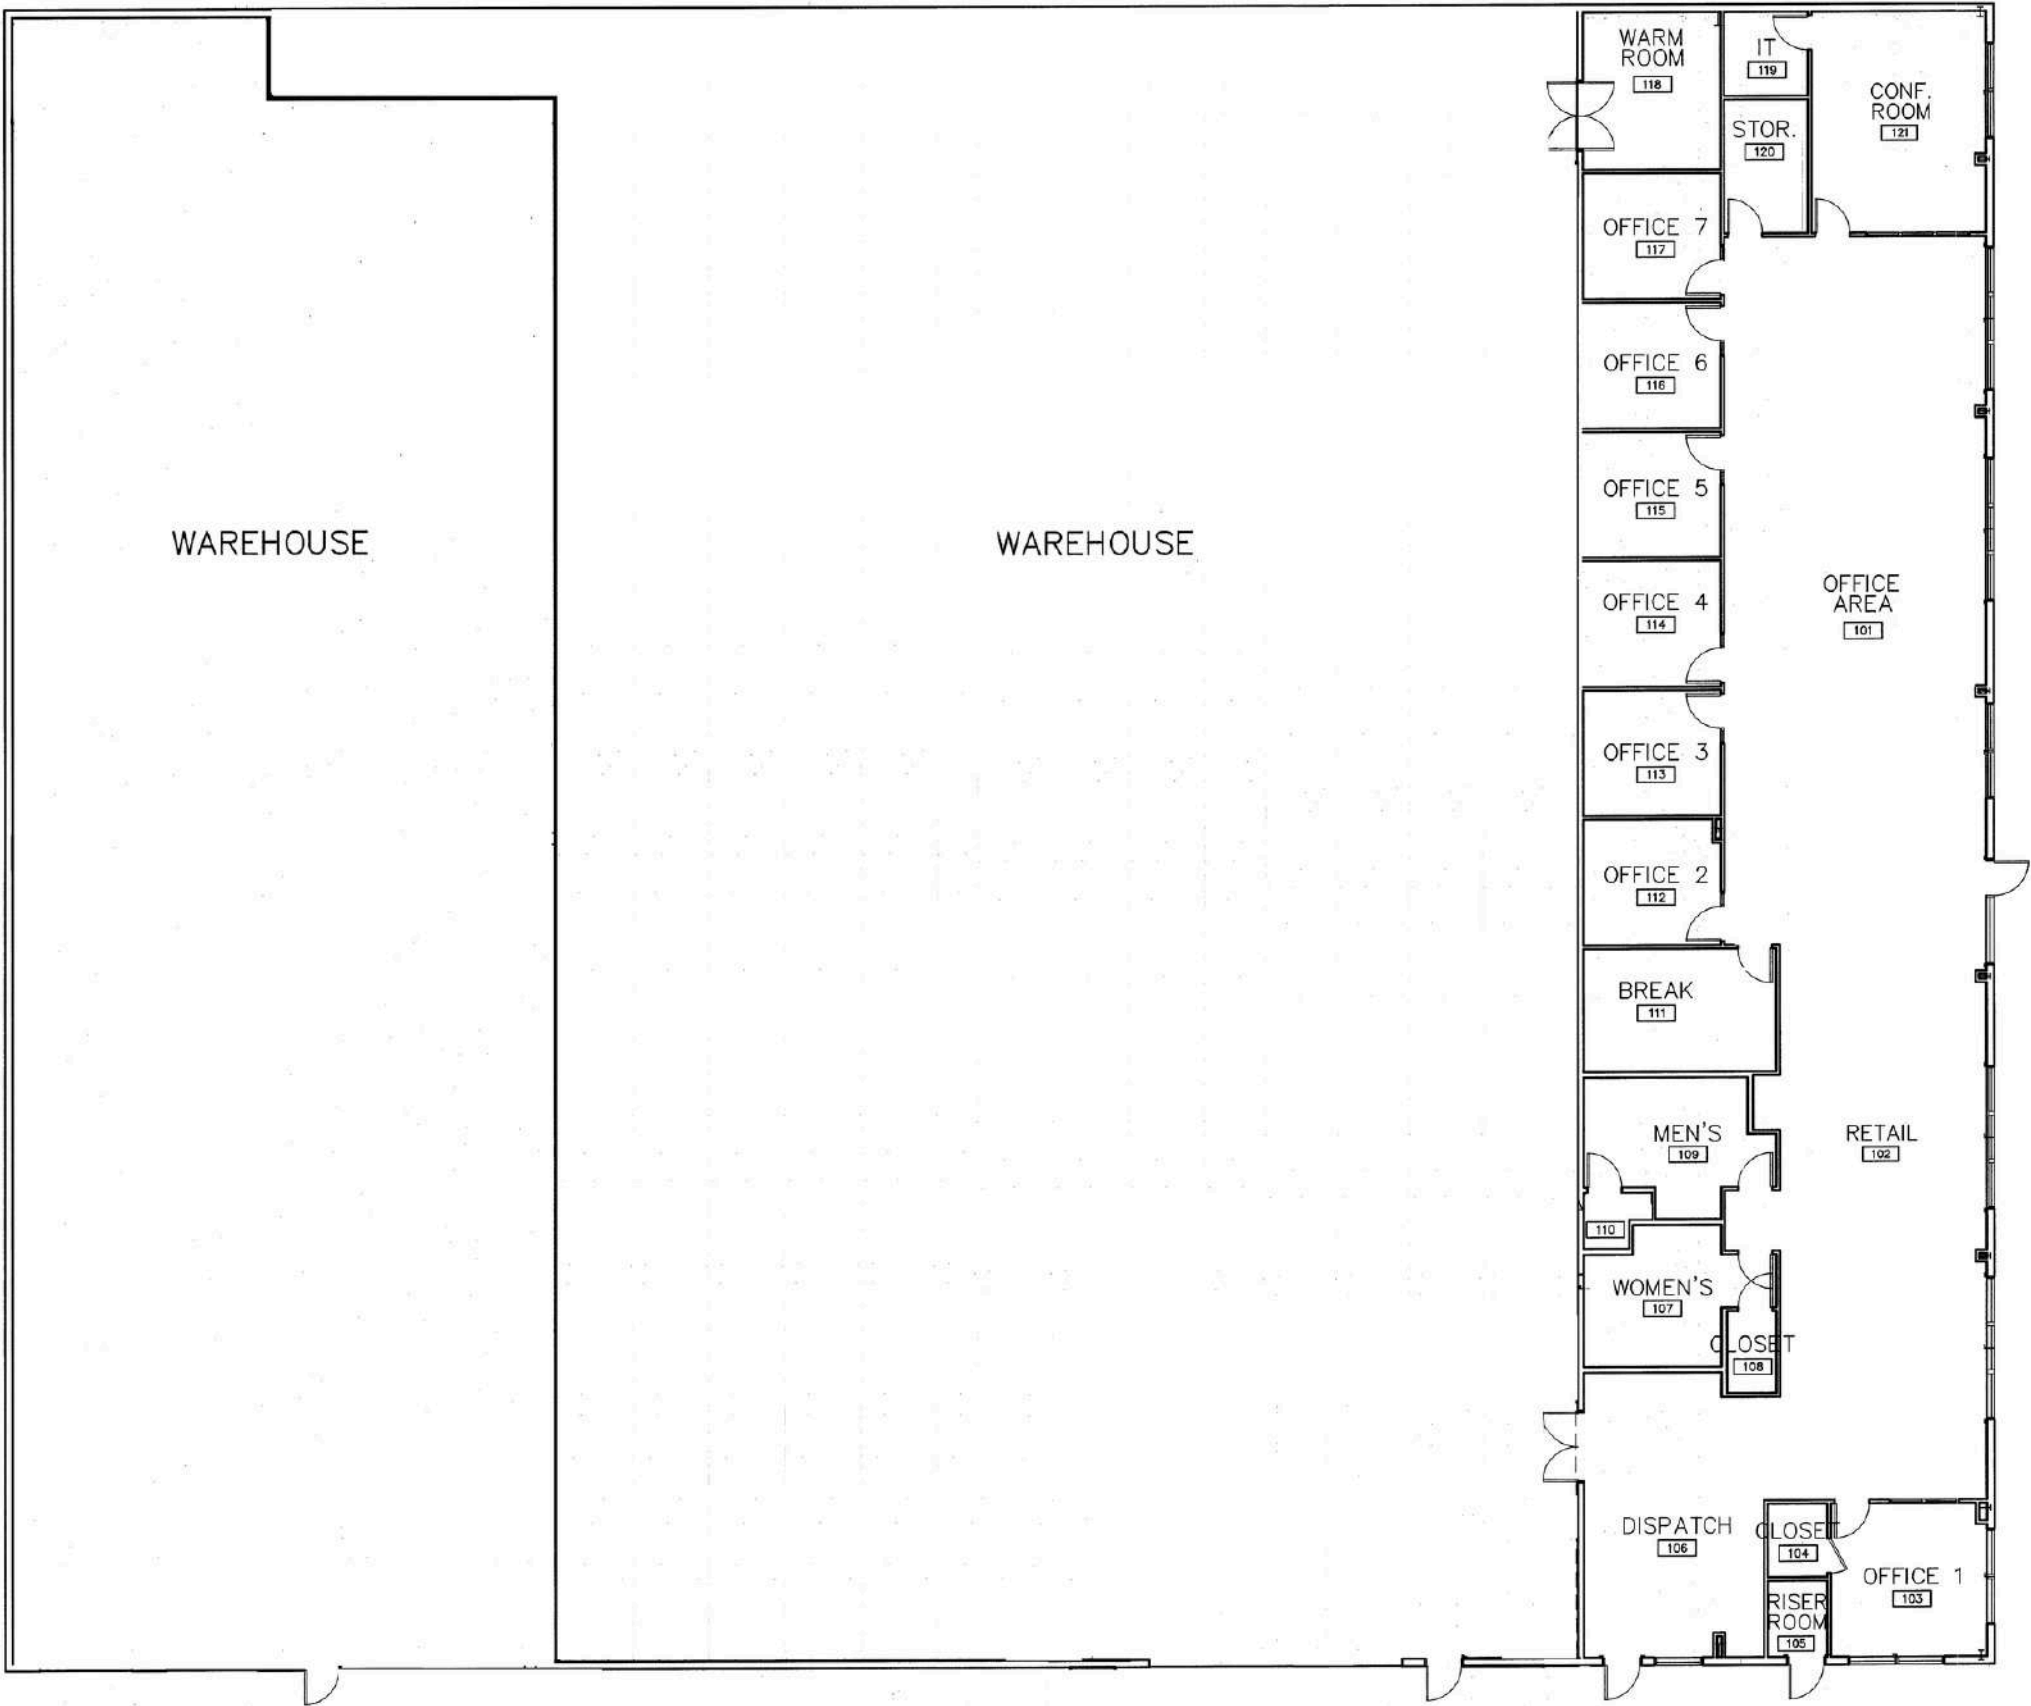 WARM
ROOM
118
IT
119
CONF.
ROOM
121
STOR.
120
OFFICE 7
117
OFFICE 6
116
OFFICE 5
115
WAREHOUSE
WAREHOUSE
OFFICE 4
114
OFFICE
AREA
101
OFFICE 3
113
OFFICE 2
112
BREAK
111
MEN'S
109
RETAIL
102
110
WOMEN'S
107
CLOSET
108
DISPATCH
106
CLOSET
104
OFFICE 1
103
RISER
ROOM
105